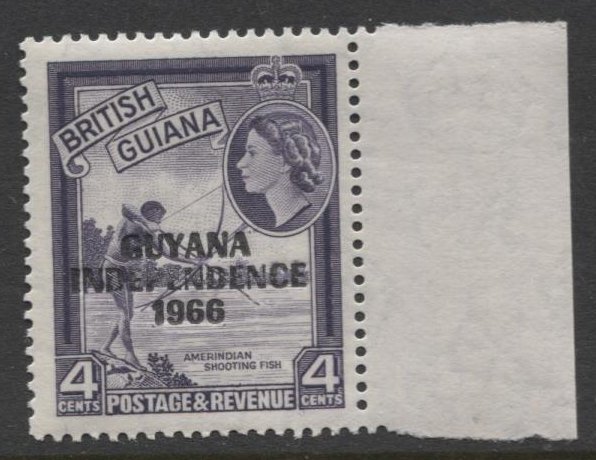 BRITISH
GUIANA
GUYANA
INDEPENDENCE
1966
AMERINDIAN
SHOOTING FISH
4 CENTS POSTAGE & REVENUE 4 CENTS